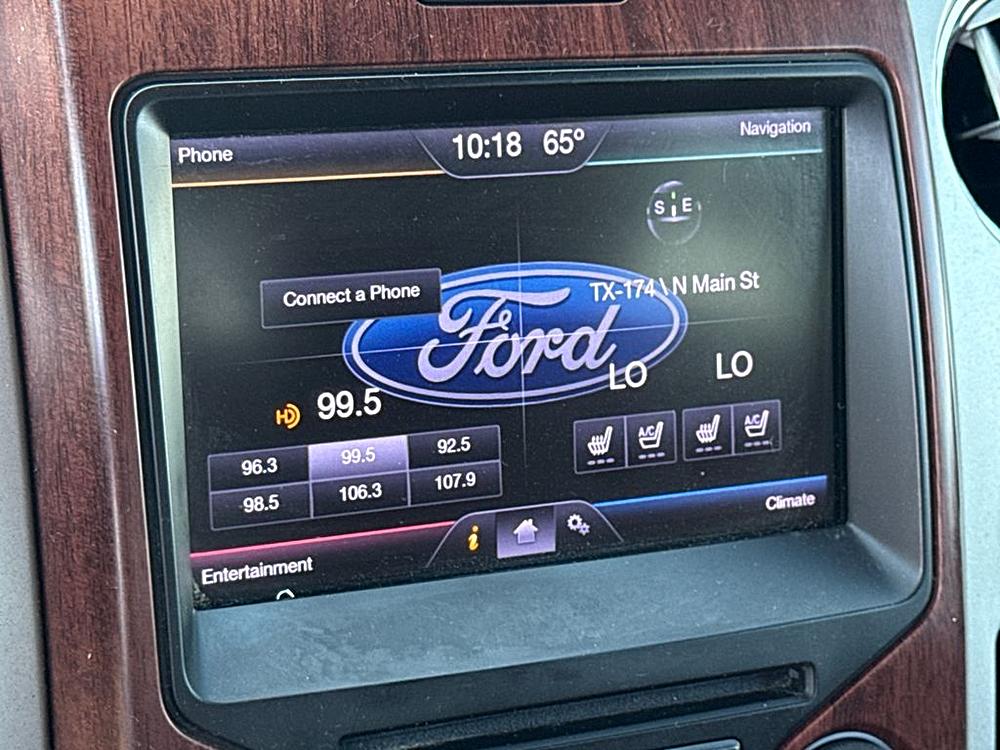 Phone
10:18 65°
Navigation
S E
Connect a Phone
TX-174 \ N Main St
Ford
LO LO
HD 99.5
96.3 99.5 92.5
98.5 106.3 107.9
A/C A/C
i
Climate
Entertainment